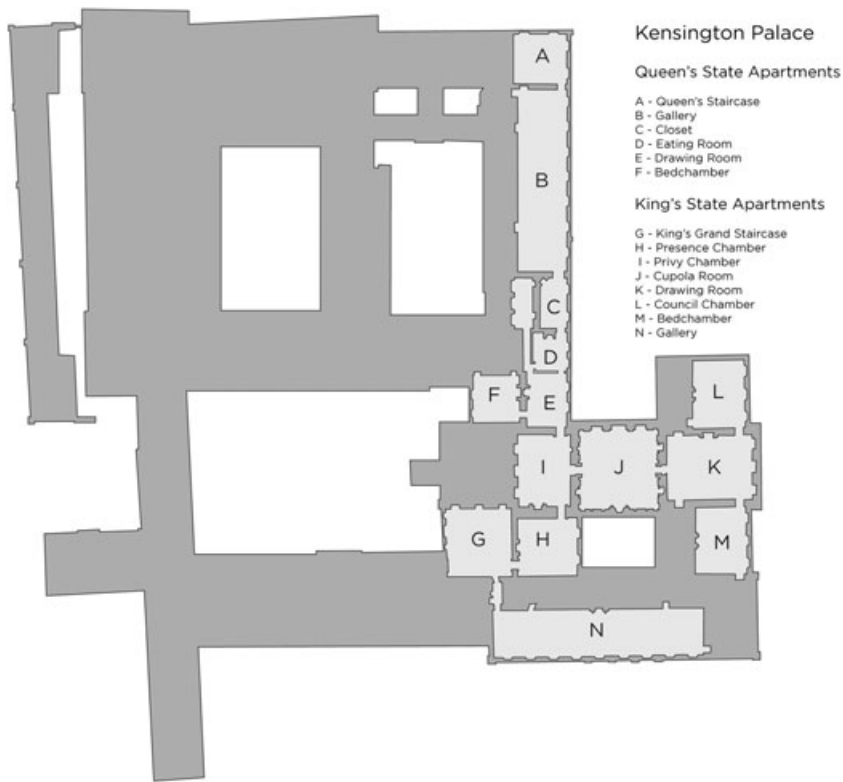 Kensington Palace
Queen's State Apartments
A - Queen's Staircase
B - Gallery
C - Closet
D - Eating Room
E - Drawing Room
F - Bedchamber
King's State Apartments
G - King's Grand Staircase
H - Presence Chamber
I - Privy Chamber
J - Cupola Room
K - Drawing Room
L - Council Chamber
M - Bedchamber
N - Gallery
A
B
C
D
E
F
L
I
J
K
G
H
M
N